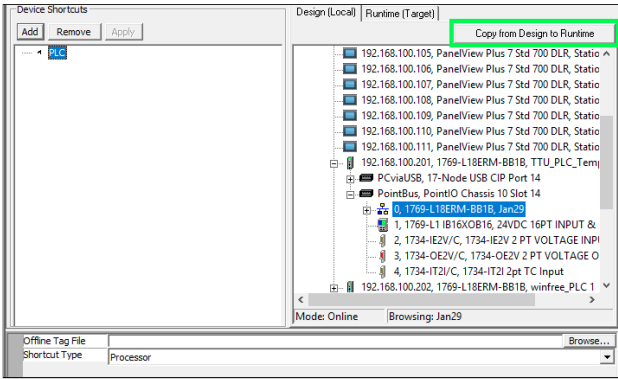 Device Shortcuts
Add Remove Apply
PLC
Design (Local) Runtime (Target)
Copy from Design to Runtime
192.168.100.105, PanelView Plus 7 Std 700 DLR, Statio
192.168.100.106, PanelView Plus 7 Std 700 DLR, Statio
192.168.100.107, PanelView Plus 7 Std 700 DLR, Statio
192.168.100.108, PanelView Plus 7 Std 700 DLR, Statio
192.168.100.109, PanelView Plus 7 Std 700 DLR, Statio
192.168.100.110, PanelView Plus 7 Std 700 DLR, Statio
192.168.100.111, PanelView Plus 7 Std 700 DLR, Statio
192.168.100.201, 1769-L18ERM-BB1B, TTU_PLC_Temp
PCviaUSB, 17-Node USB CIP Port 14
PointBus, PointIO Chassis 10 Slot 14
0, 1769-L18ERM-BB1B, Jan29
1, 1769-L1 IB16XOB16, 24VDC 16PT INPUT &
2, 1734-IE2V/C, 1734-IE2V 2 PT VOLTAGE INPU
3, 1734-OE2V/C, 1734-OE2V 2 PT VOLTAGE O
4, 1734-IT2I/C, 1734-IT2I 2pt TC Input
192.168.100.202, 1769-L18ERM-BB1B, winfree_PLC 1
Mode: Online Browsing: Jan29
Offline Tag File Browse...
Shortcut Type Processor